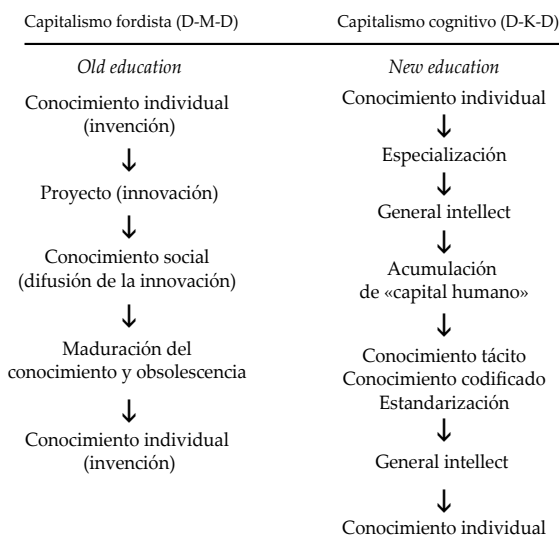 Capitalismo fordista (D-M-D)
Old education
Conocimiento individual
(invención)
Proyecto (innovación)
Conocimiento social
(difusión de la innovación)
Maduración del
conocimiento y obsolescencia
Conocimiento individual
(invención)
Capitalismo cognitivo (D-K-D)
New education
Conocimiento individual
Especialización
General intellect
Acumulación
de «capital humano»
Conocimiento tácito
Conocimiento codificado
Estandarización
General intellect
Conocimiento individual